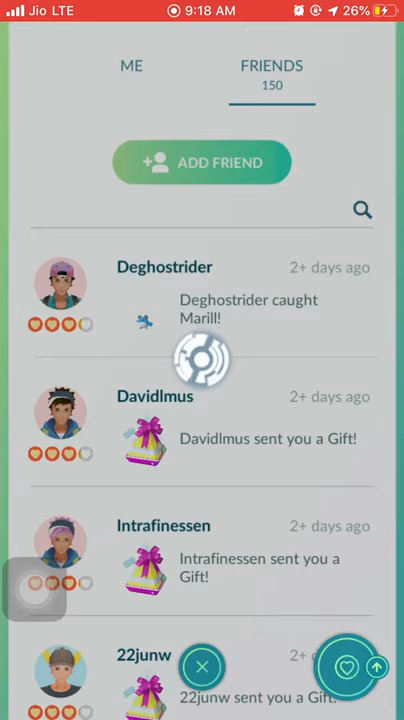 Jio LTE 9:18 AM 26%
ME FRIENDS
150
ADD FRIEND
Deghostrider 2+ days ago
Deghostrider caught
Marill!
Davidlmus 2+ days ago
Davidlmus sent you a Gift!
Intrafinessen 2+ days ago
Intrafinessen sent you a
Gift!
22junw 2+
22junw sent you a Gift!